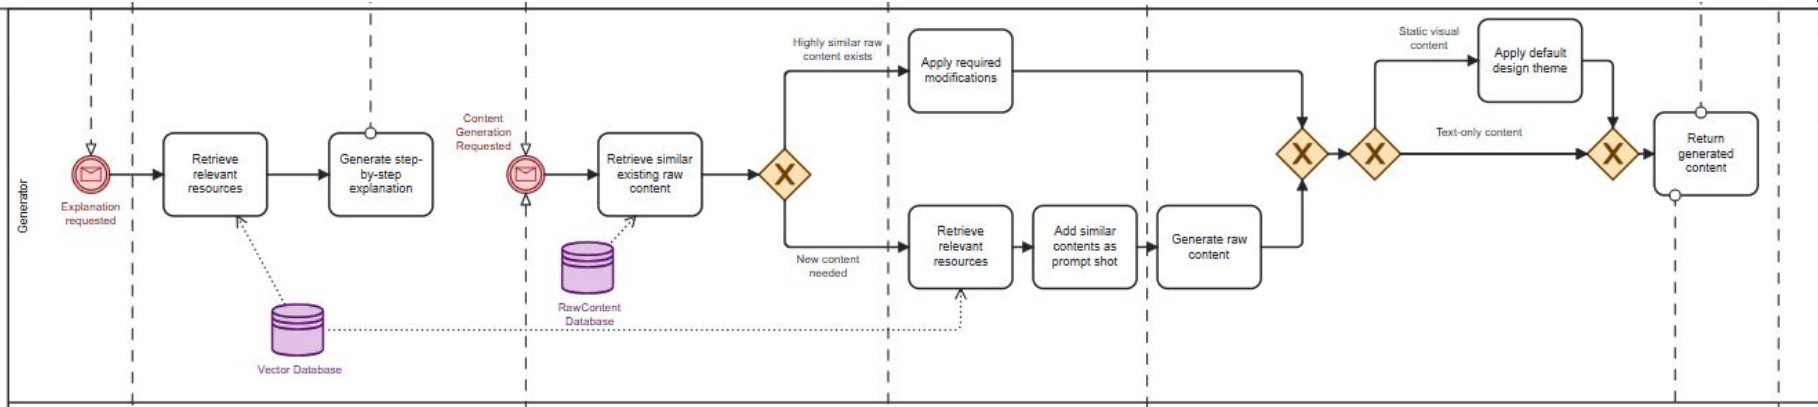 Generator
Explanation
requested
Retrieve
relevant
resources
Generate step-
by-step
explanation
Vector Database
Content
Generation
Requested
Retrieve similar
existing raw
content
RawContent
Database
Highly similar raw
content exists
New content
needed
Apply required
modifications
Retrieve
relevant
resources
Add similar
contents as
prompt shot
Generate raw
content
Static visual
content
Text-only content
Apply default
design theme
Return
generated
content